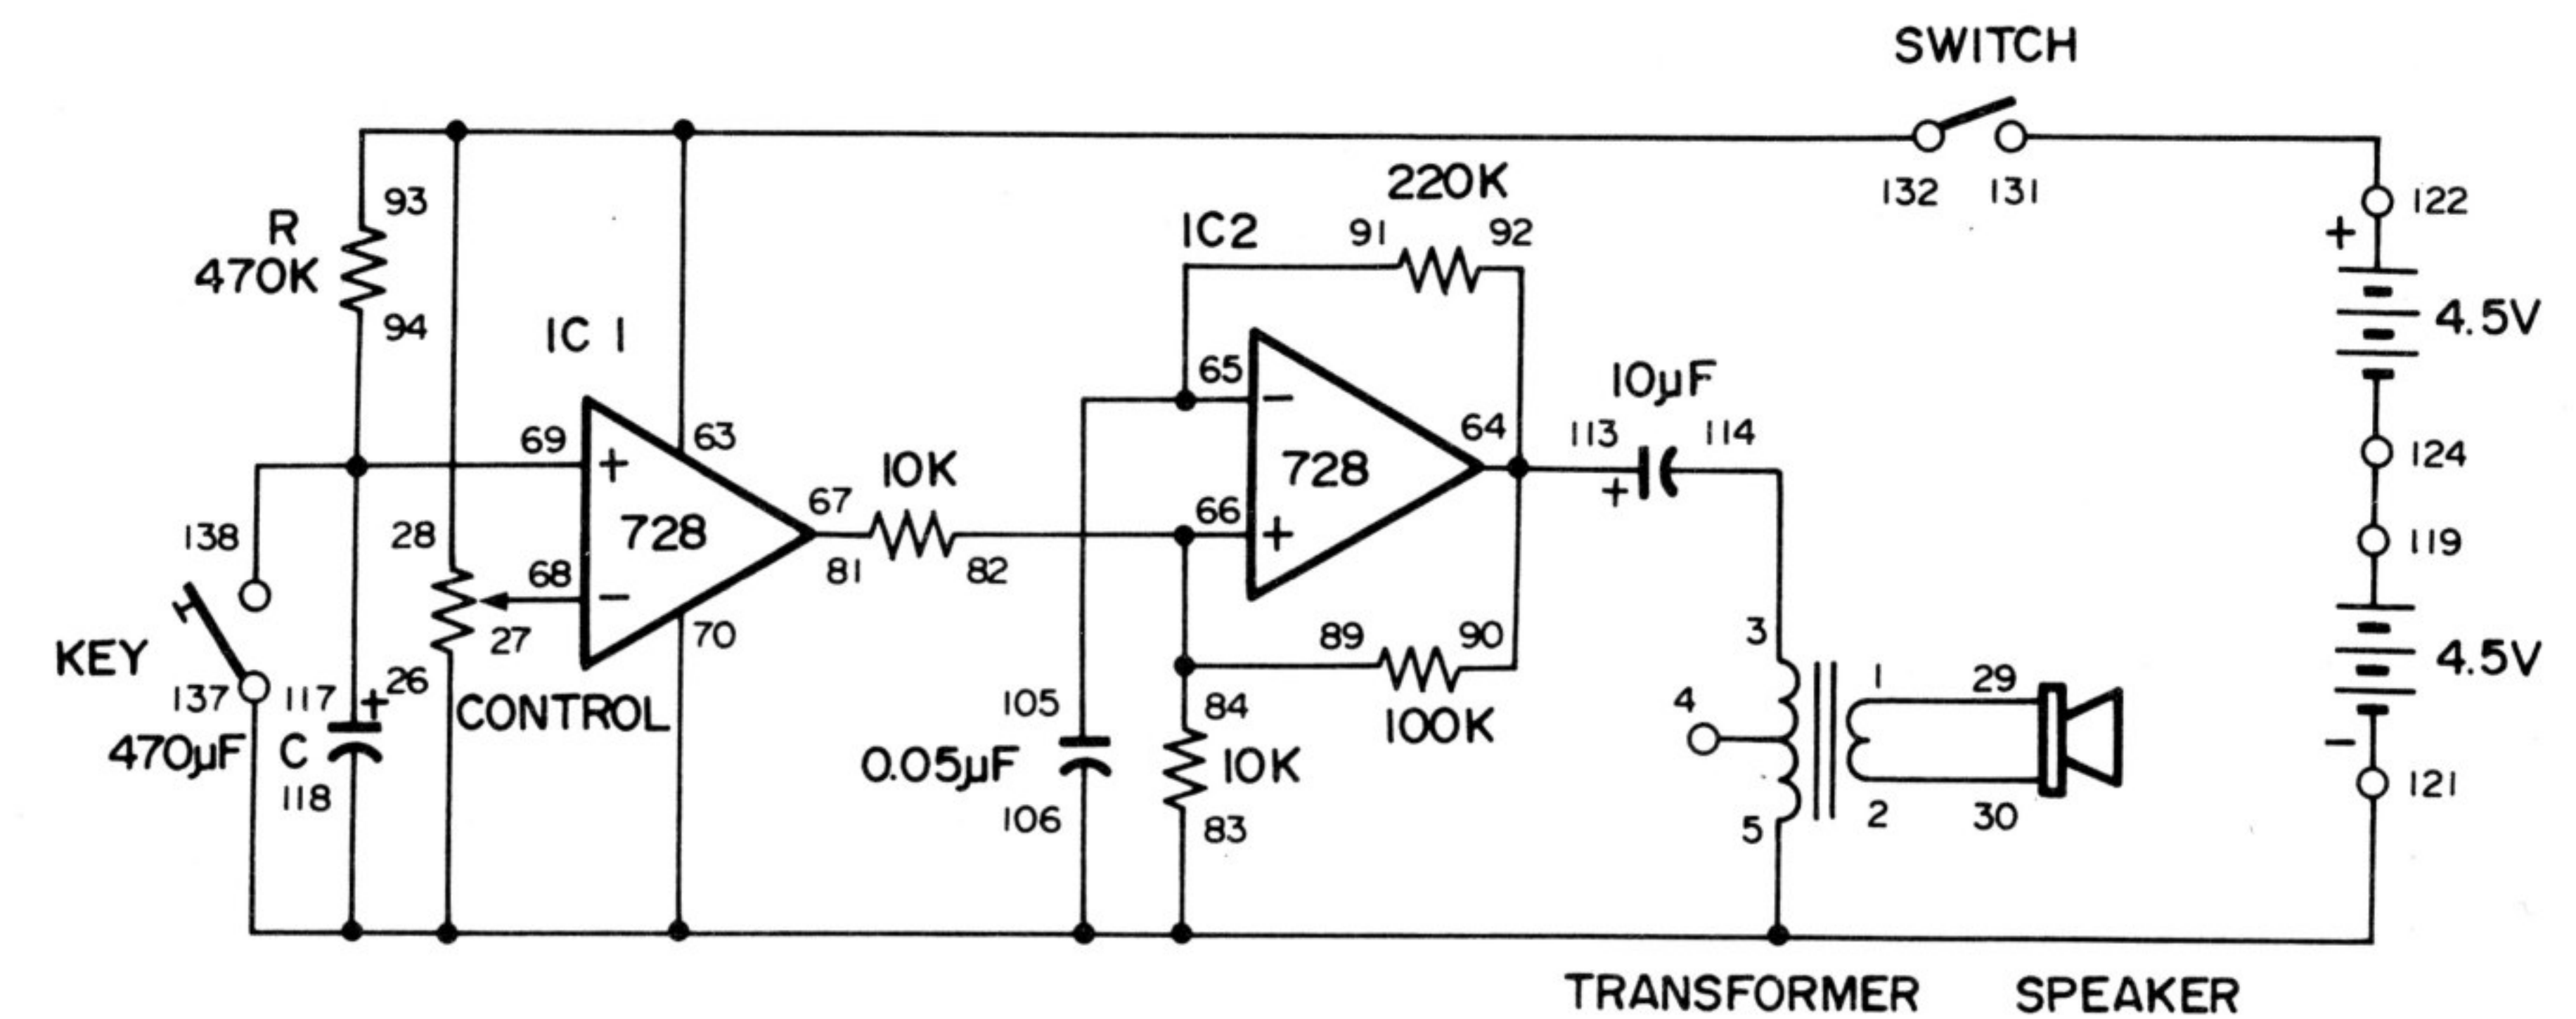 SWITCH
132 131
220K
IC2 91 92
93
R
470K
94
122
+
4.5V
IC 1
65
−
64
10µF
113 114
+
124
69
+
63
10K
67
728
66
+
138
28
68
−
728
81 82
119
27
70
89 90
3
KEY
137
117
+
26
CONTROL
105
84
100K
4
1 29
4.5V
470µF C
118
0.05µF
10K
−
121
106
83
5
2 30
TRANSFORMER SPEAKER